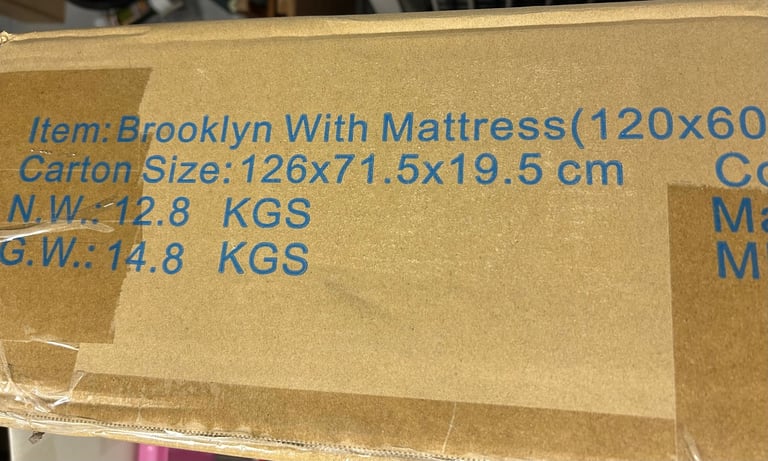 Item: Brooklyn With Mattress(120x60
Carton Size: 126x71.5x19.5 cm
N.W.: 12.8 KGS
G.W.: 14.8 KGS